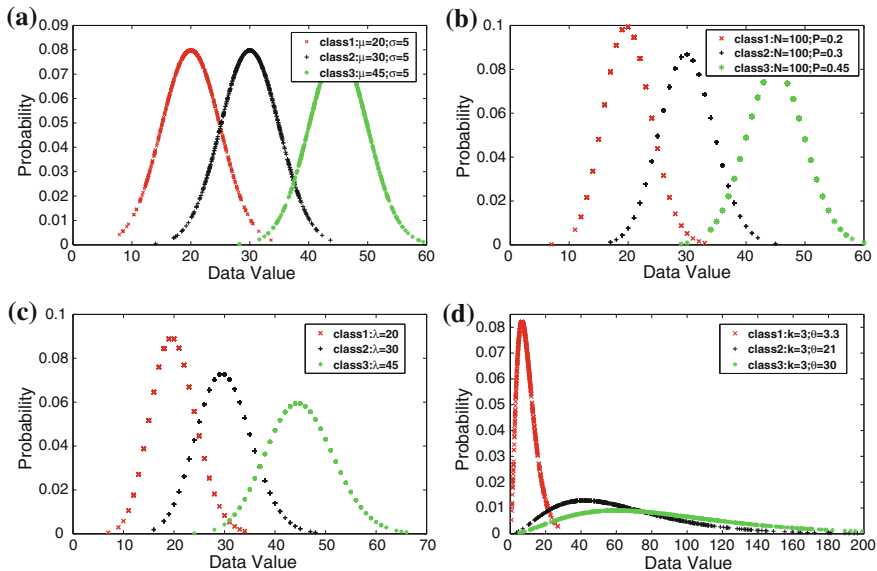 (a)
0.09
0.08
0.07
0.06
0.05
0.04
0.03
0.02
0.01
0
Probability
0 10 20 30 40 50 60
Data Value
class1:μ=20;σ=5
class2:μ=30;σ=5
class3:μ=45;σ=5
(b)
0.1
0.08
0.06
0.04
0.02
0
Probability
0 10 20 30 40 50 60
Data Value
class1:N=100;P=0.2
class2:N=100;P=0.3
class3:N=100;P=0.45
(c)
0.1
0.08
0.06
0.04
0.02
0
Probability
0 10 20 30 40 50 60 70
Data Value
class1:λ=20
class2:λ=30
class3:λ=45
(d)
0.08
0.07
0.06
0.05
0.04
0.03
0.02
0.01
0
Probability
0 20 40 60 80 100 120 140 160 180 200
Data Value
class1:k=3;θ=3.3
class2:k=3;θ=21
class3:k=3;θ=30